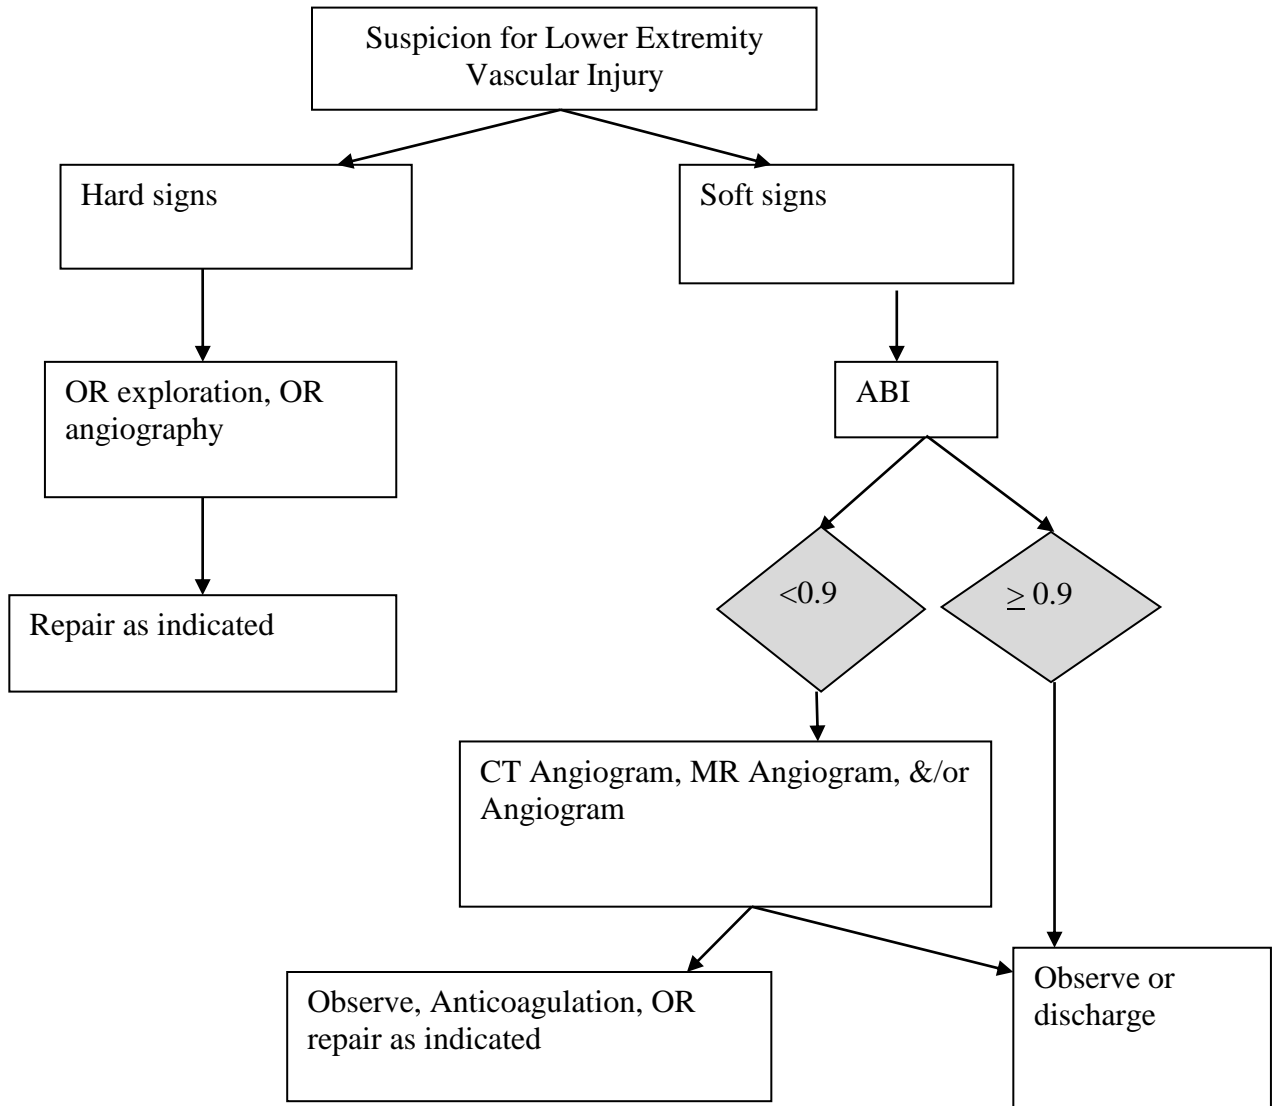 Suspicion for Lower Extremity
Vascular Injury
Hard signs
Soft signs
OR exploration, OR
angiography
ABI
<0.9
≥ 0.9
Repair as indicated
CT Angiogram, MR Angiogram, &/or
Angiogram
Observe, Anticoagulation, OR
repair as indicated
Observe or
discharge